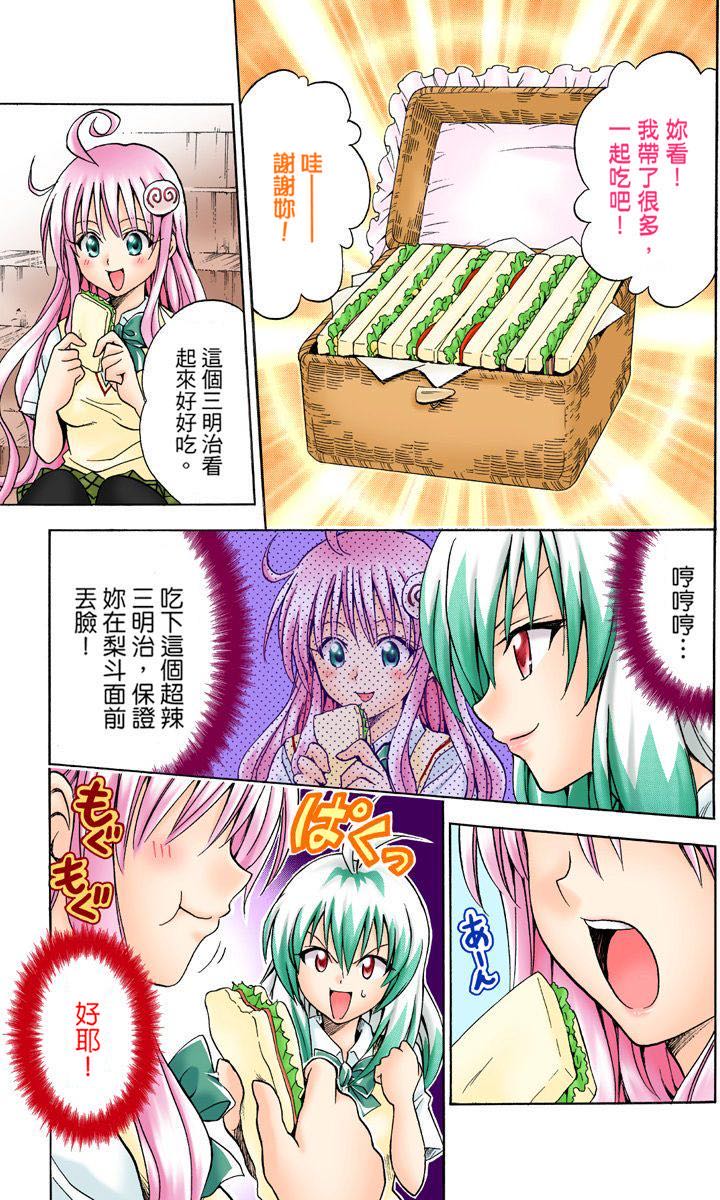 妳看！
我帶了很多，
一起吃吧！
哇——
謝謝妳！
這個三明治看
起來好好吃。
哼哼哼…
吃下這個超辣
三明治，保證
妳在梨斗面前
丟臉！
あーん
ぱくっ
もぐ
もぐ
好耶！